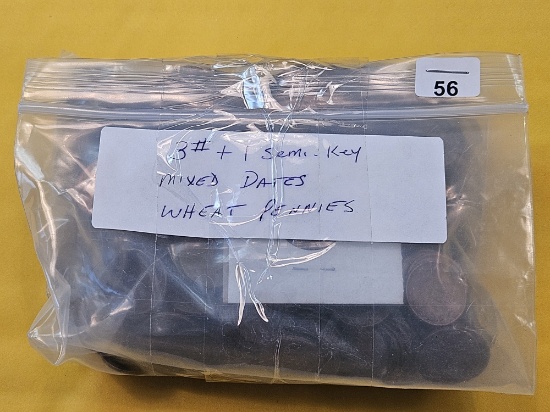 56
3# + 1 semi-key
MIXED DATES
WHEAT PENNIES